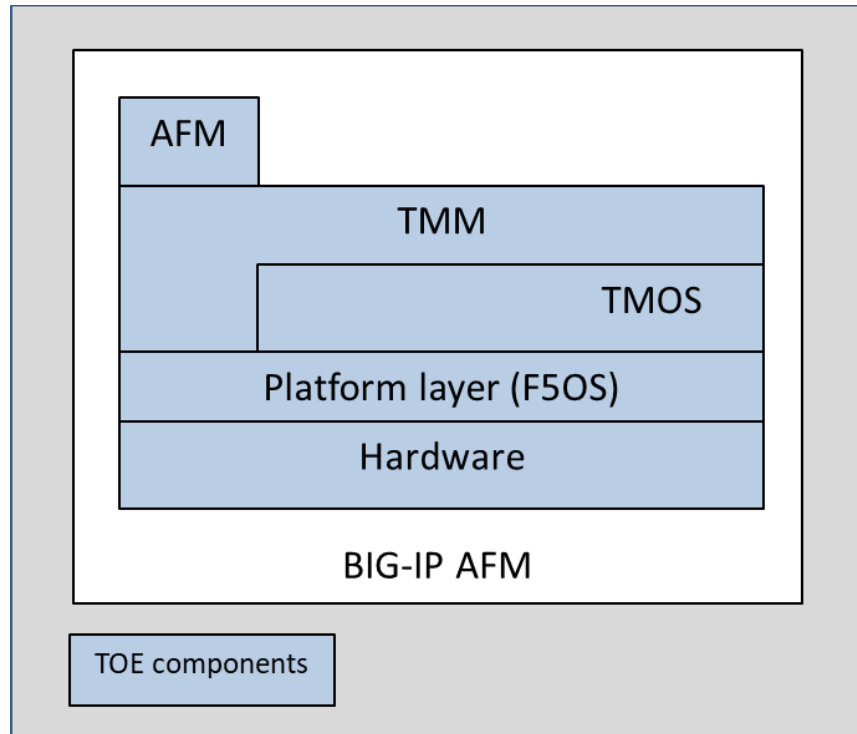 AFM
TMM
TMOS
Platform layer (F5OS)
Hardware
BIG-IP AFM
TOE components